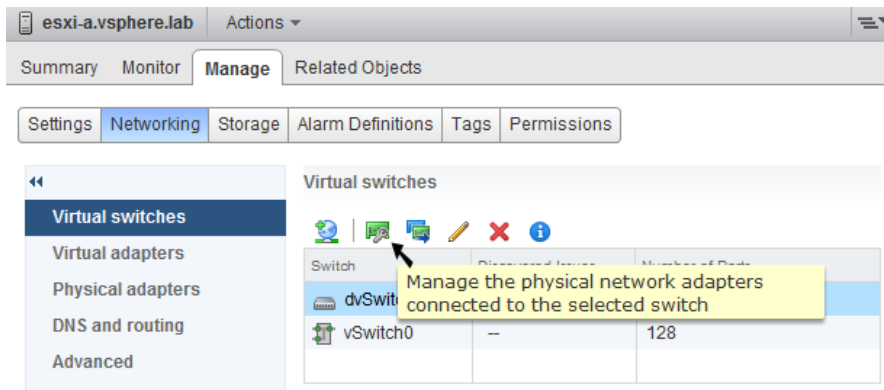 esxi-a.vsphere.lab Actions
Summary Monitor Manage Related Objects
Settings Networking Storage Alarm Definitions Tags Permissions
Virtual switches
Virtual adapters
Physical adapters
DNS and routing
Advanced
Virtual switches
Switch
Manage the physical network adapters
connected to the selected switch
vSwitch0 -- 128